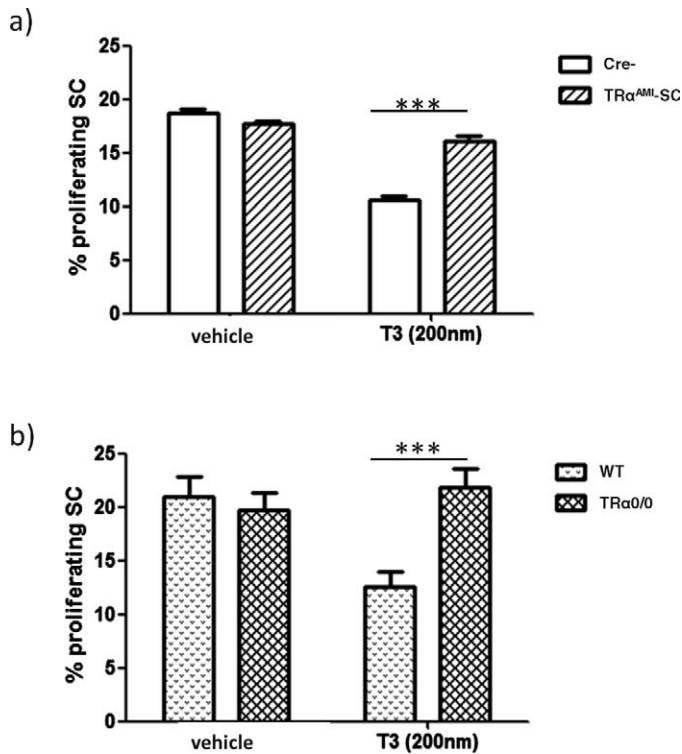 a)
25
20
15
10
5
0
% proliferating SC
***
Cre-
TRα^AMI-SC
vehicle
T3 (200nm)
b)
25
20
15
10
5
0
% proliferating SC
***
WT
TRα0/0
vehicle
T3 (200nm)